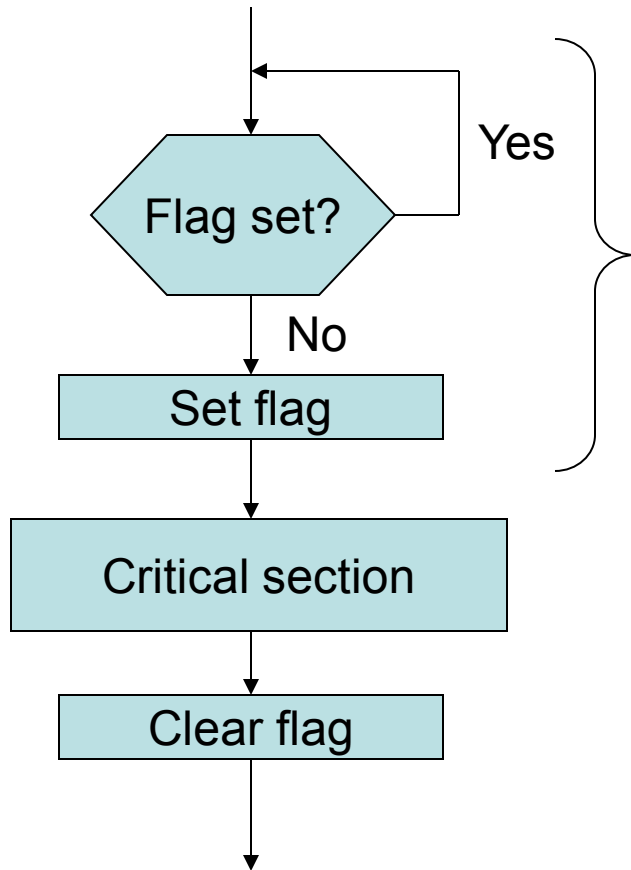 Yes
Flag set?
No
Set flag
Critical section
Clear flag